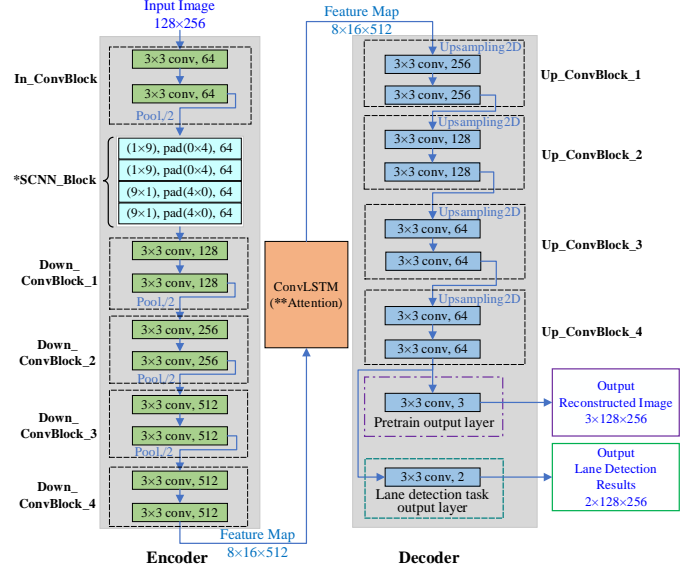 Input Image
128×256
In_ConvBlock
3×3 conv, 64
3×3 conv, 64
Pool,/2
*SCNN_Block
(1×9), pad(0×4), 64
(1×9), pad(0×4), 64
(9×1), pad(4×0), 64
(9×1), pad(4×0), 64
Down_
ConvBlock_1
3×3 conv, 128
3×3 conv, 128
Pool,/2
Down_
ConvBlock_2
3×3 conv, 256
3×3 conv, 256
Pool,/2
Down_
ConvBlock_3
3×3 conv, 512
3×3 conv, 512
Pool,/2
Down_
ConvBlock_4
3×3 conv, 512
3×3 conv, 512
Encoder
Feature Map
8×16×512
ConvLSTM
(**Attention)
Feature Map
8×16×512
Upsampling2D
3×3 conv, 256
3×3 conv, 256
Up_ConvBlock_1
Upsampling2D
3×3 conv, 128
3×3 conv, 128
Up_ConvBlock_2
Upsampling2D
3×3 conv, 64
3×3 conv, 64
Up_ConvBlock_3
Upsampling2D
3×3 conv, 64
3×3 conv, 64
Up_ConvBlock_4
3×3 conv, 3
Pretrain output layer
Output
Reconstructed Image
3×128×256
3×3 conv, 2
Lane detection task
output layer
Output
Lane Detection
Results
2×128×256
Decoder